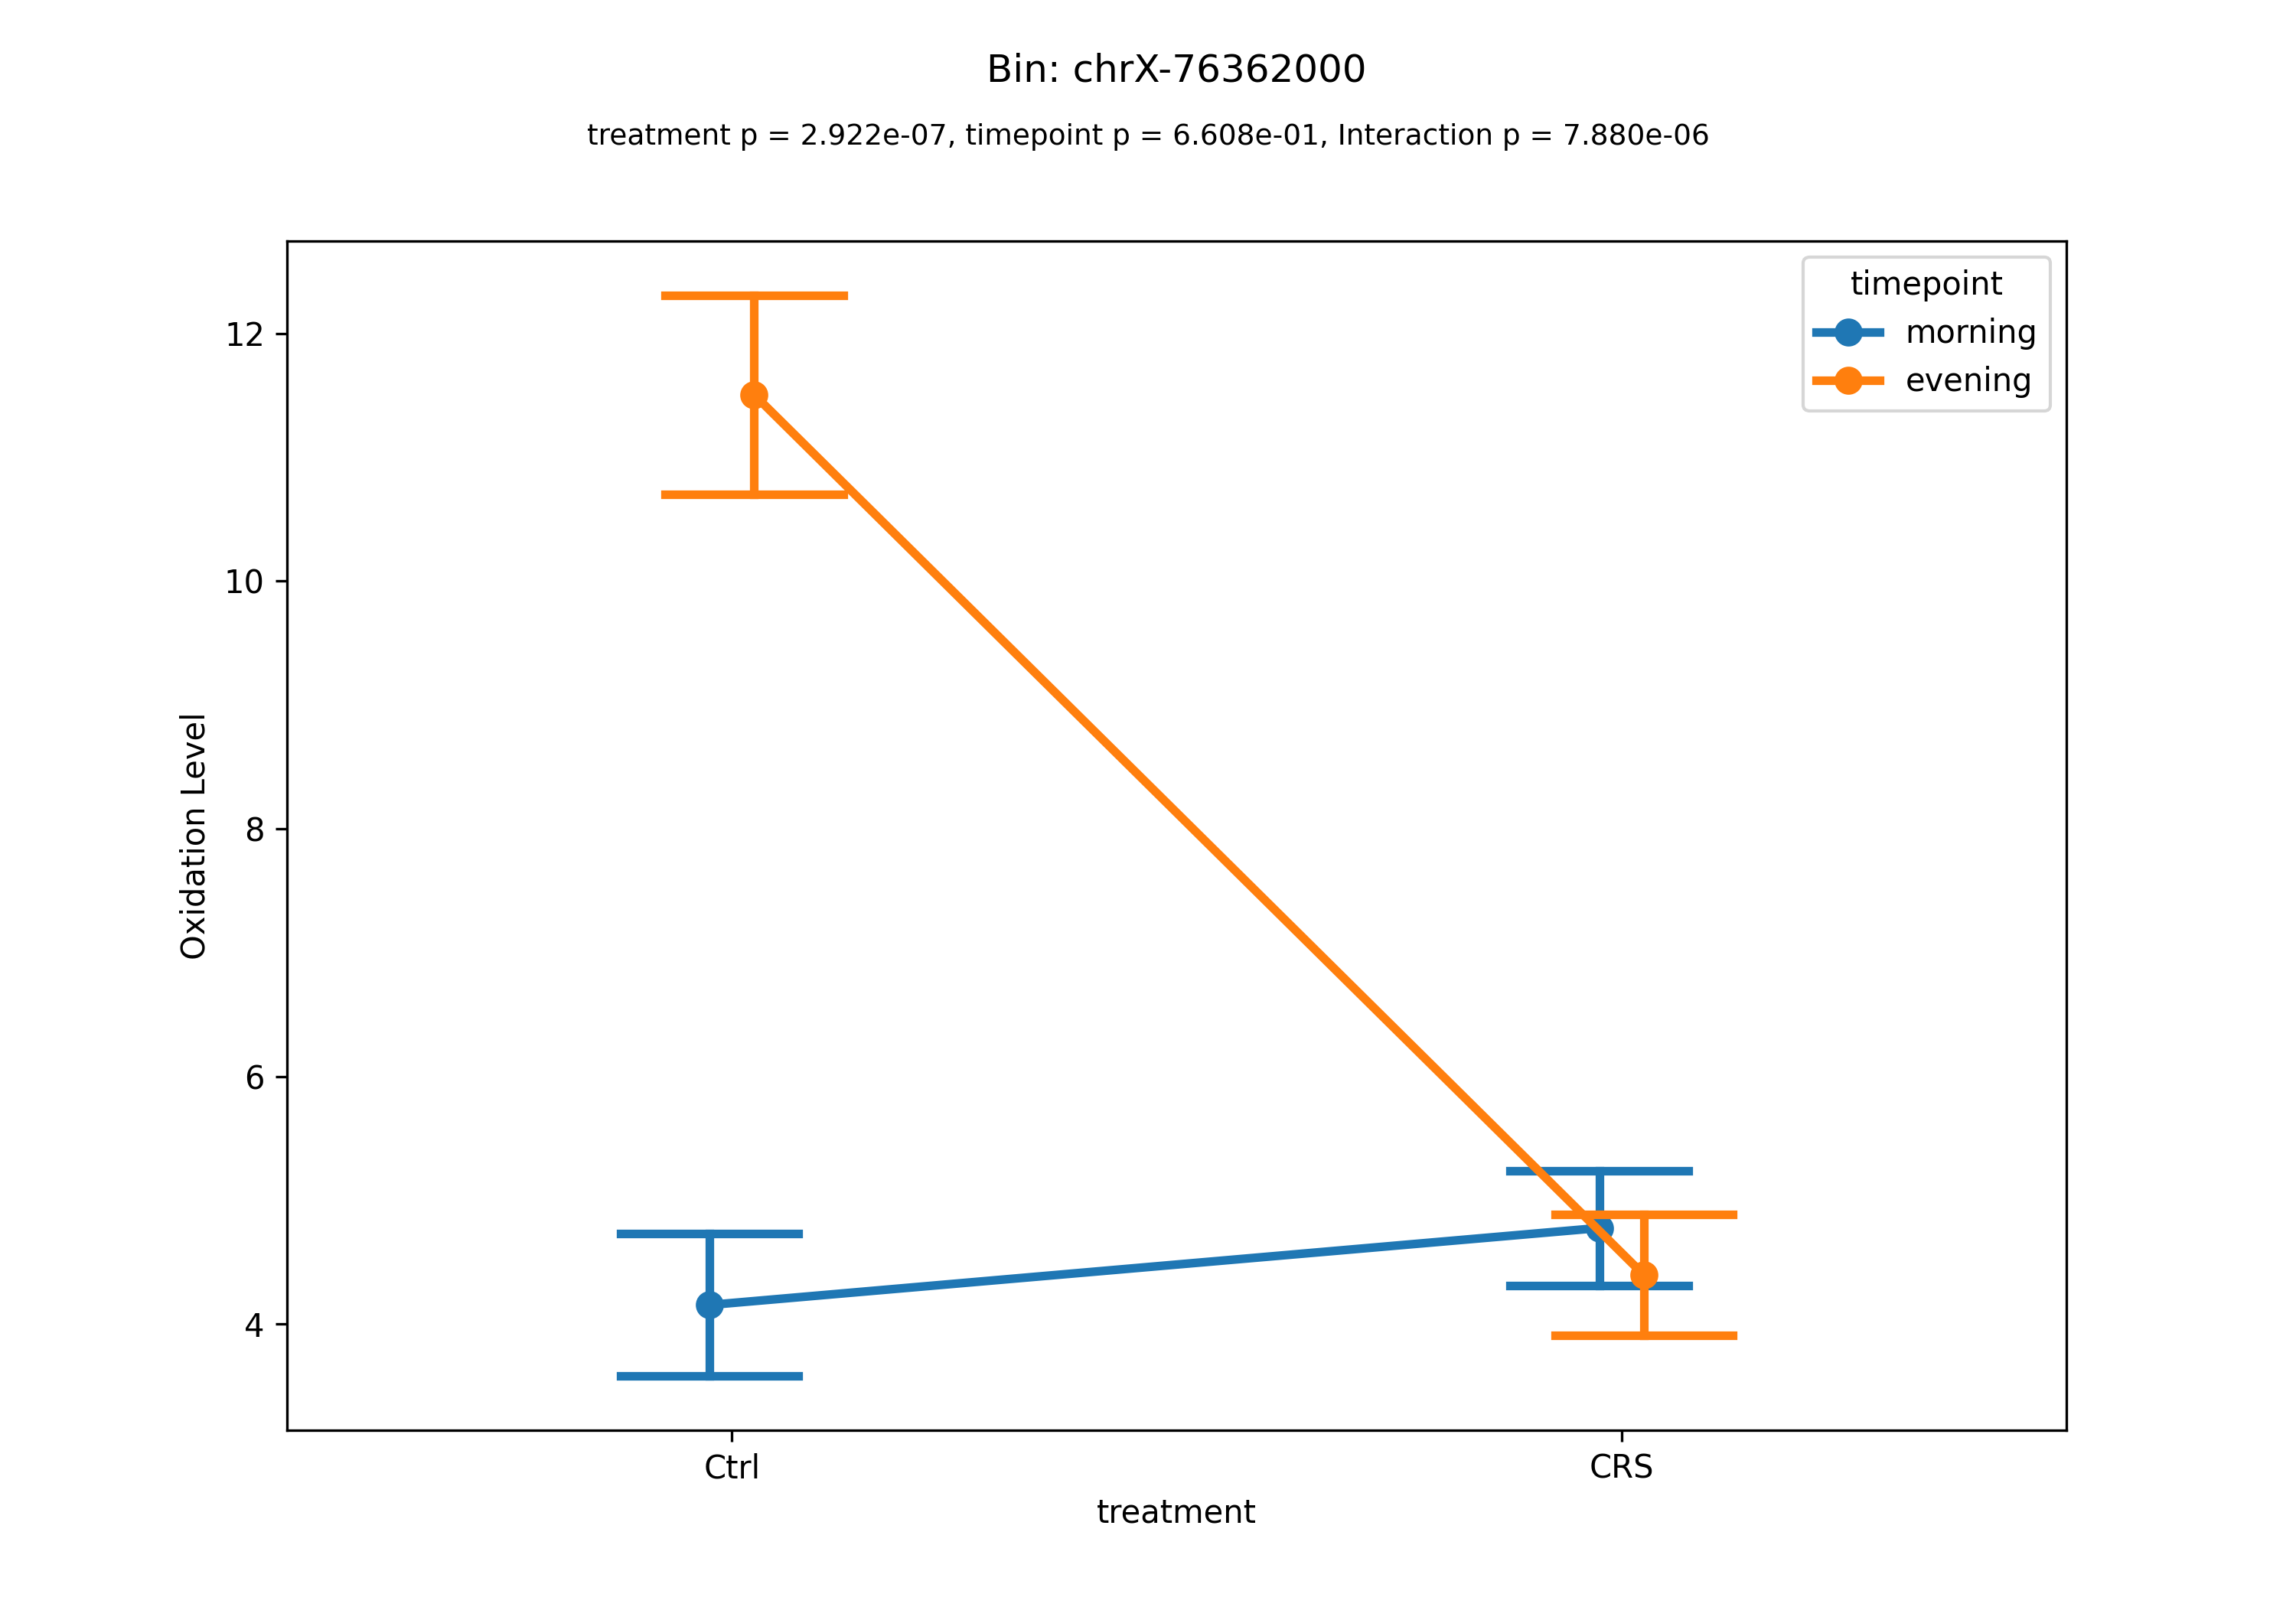 Bin: chrX-76362000
treatment p = 2.922e-07, timepoint p = 6.608e-01, Interaction p = 7.880e-06
timepoint
morning
evening
12
10
8
6
4
Oxidation Level
Ctrl
CRS
treatment